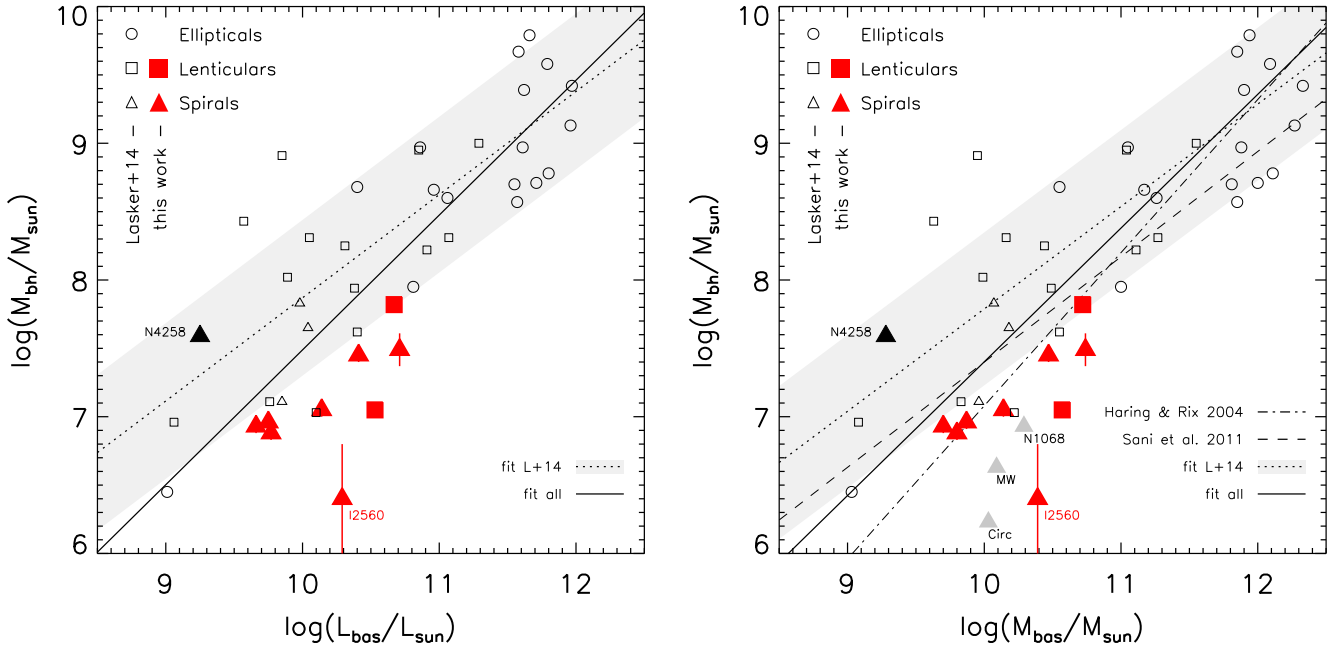 10
9
8
7
6
9
10
11
12
log(M_bh/M_sun)
log(L_bas/L_sun)
Ellipticals
Lenticulars
Spirals
Lasker+14 –
this work –
N4258
I2560
fit L+14
fit all
10
9
8
7
6
9
10
11
12
log(M_bh/M_sun)
log(M_bas/M_sun)
Ellipticals
Lenticulars
Spirals
Lasker+14 –
this work –
N4258
N1068
MW
Circ
I2560
Haring & Rix 2004
Sani et al. 2011
fit L+14
fit all